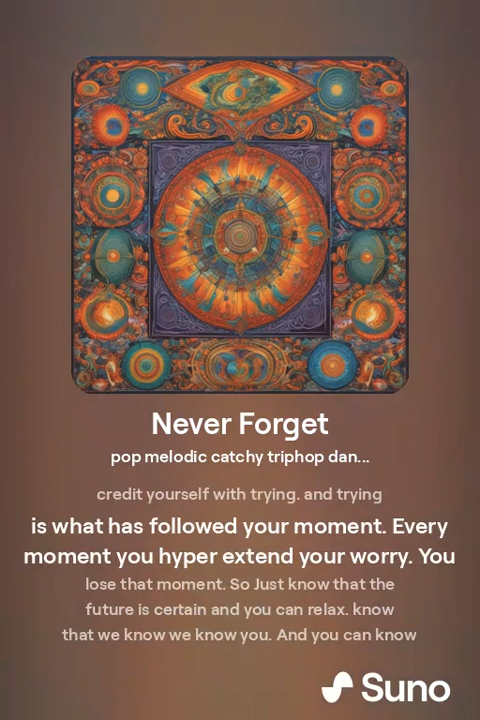 Never Forget
pop melodic catchy triphop dan...
credit yourself with trying. and trying
is what has followed your moment. Every
moment you hyper extend your worry. You
lose that moment. So Just know that the
future is certain and you can relax. know
that we know we know you. And you can know
Suno